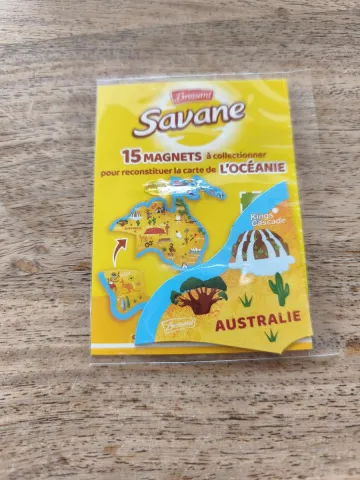 Brossard
Savane
15 MAGNETS à collectionner
pour reconstituer la carte de L'OCÉANIE
Kings
Cascade
AUSTRALIE
Brossard